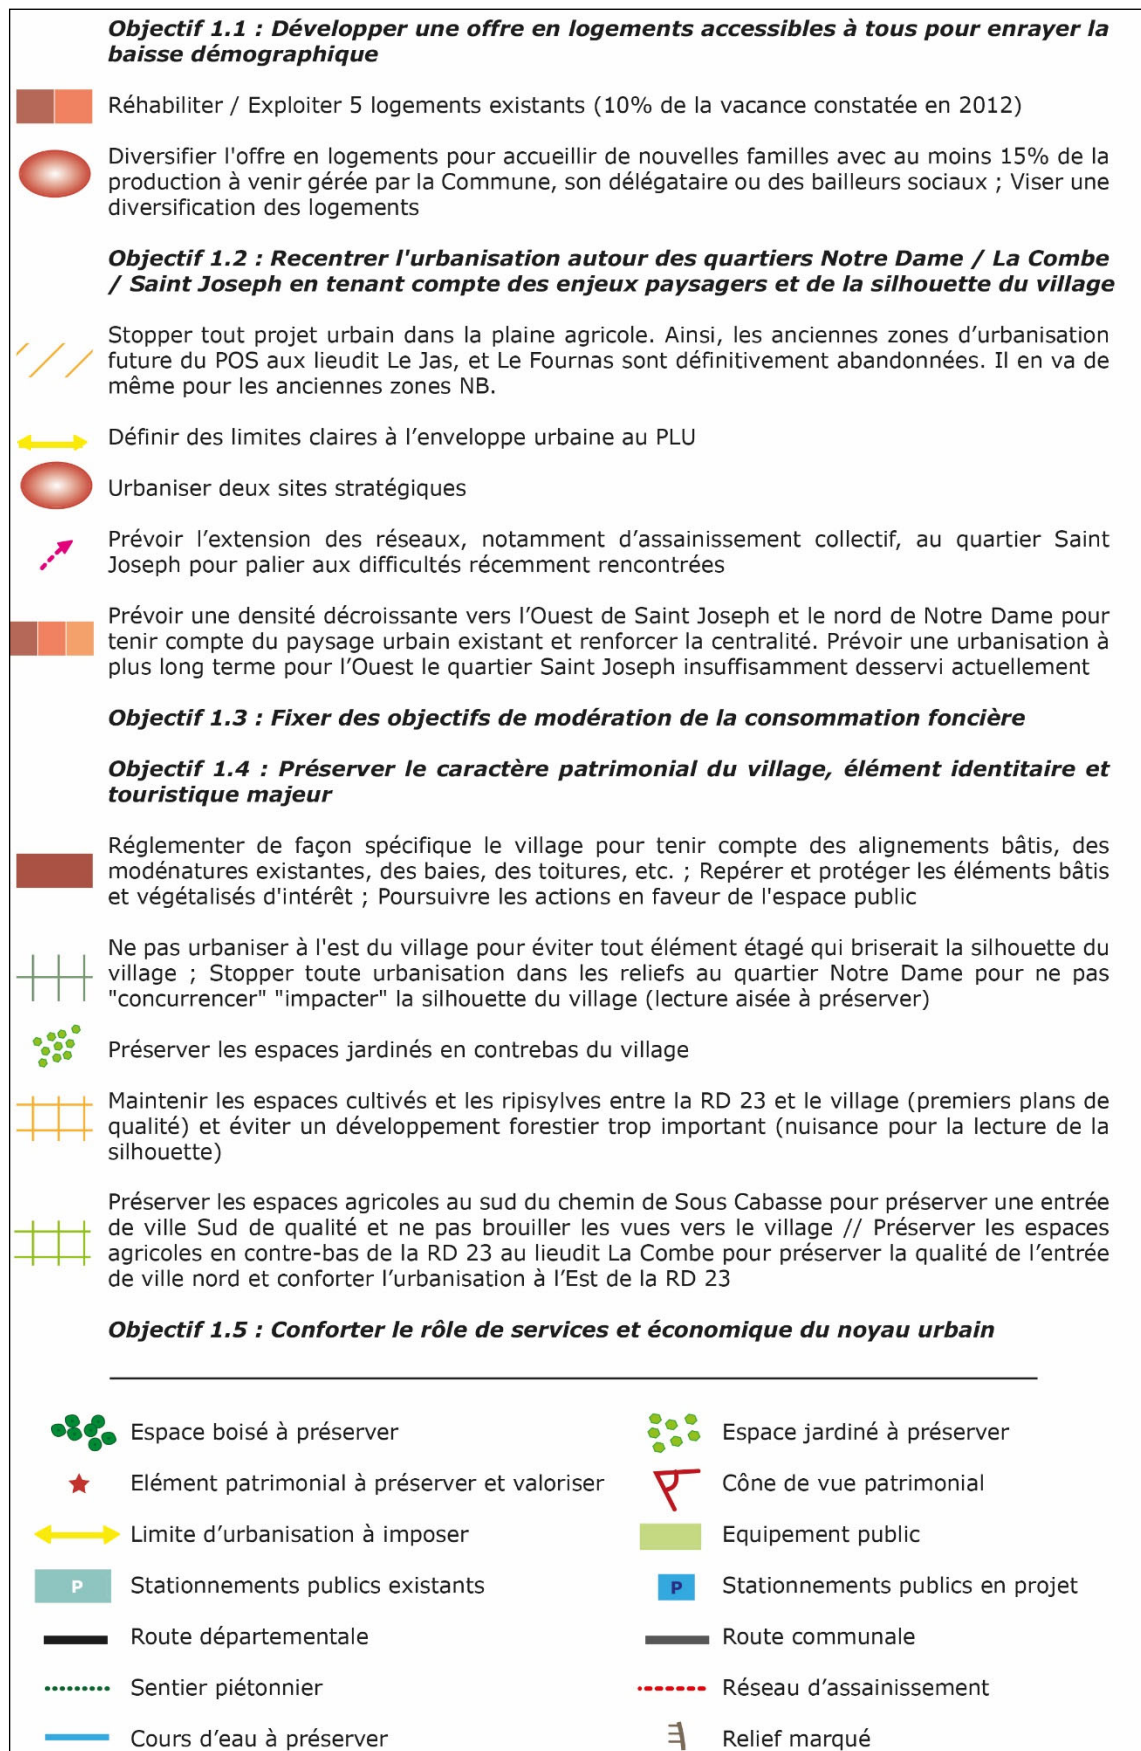 Objectif 1.1 : Développer une offre en logements accessibles à tous pour enrayer la
baisse démographique
Réhabiliter / Exploiter 5 logements existants (10% de la vacance constatée en 2012)
Diversifier l'offre en logements pour accueillir de nouvelles familles avec au moins 15% de la
production à venir gérée par la Commune, son délégataire ou des bailleurs sociaux ; Viser une
diversification des logements
Objectif 1.2 : Recentrer l'urbanisation autour des quartiers Notre Dame / La Combe
/ Saint Joseph en tenant compte des enjeux paysagers et de la silhouette du village
Stopper tout projet urbain dans la plaine agricole. Ainsi, les anciennes zones d’urbanisation
future du POS aux lieudit Le Jas, et Le Fournas sont définitivement abandonnées. Il en va de
même pour les anciennes zones NB.
Définir des limites claires à l’enveloppe urbaine au PLU
Urbaniser deux sites stratégiques
Prévoir l’extension des réseaux, notamment d’assainissement collectif, au quartier Saint
Joseph pour palier aux difficultés récemment rencontrées
Prévoir une densité décroissante vers l’Ouest de Saint Joseph et le nord de Notre Dame pour
tenir compte du paysage urbain existant et renforcer la centralité. Prévoir une urbanisation à
plus long terme pour l’Ouest le quartier Saint Joseph insuffisamment desservi actuellement
Objectif 1.3 : Fixer des objectifs de modération de la consommation foncière
Objectif 1.4 : Préserver le caractère patrimonial du village, élément identitaire et
touristique majeur
Réglementer de façon spécifique le village pour tenir compte des alignements bâtis, des
modénatures existantes, des baies, des toitures, etc. ; Repérer et protéger les éléments bâtis
et végétalisés d'intérêt ; Poursuivre les actions en faveur de l'espace public
Ne pas urbaniser à l'est du village pour éviter tout élément étagé qui briserait la silhouette du
village ; Stopper toute urbanisation dans les reliefs au quartier Notre Dame pour ne pas
"concurrencer" "impacter" la silhouette du village (lecture aisée à préserver)
Préserver les espaces jardinés en contrebas du village
Maintenir les espaces cultivés et les ripisylves entre la RD 23 et le village (premiers plans de
qualité) et éviter un développement forestier trop important (nuisance pour la lecture de la
silhouette)
Préserver les espaces agricoles au sud du chemin de Sous Cabasse pour préserver une entrée
de ville Sud de qualité et ne pas brouiller les vues vers le village // Préserver les espaces
agricoles en contre-bas de la RD 23 au lieudit La Combe pour préserver la qualité de l’entrée
de ville nord et conforter l’urbanisation à l’Est de la RD 23
Objectif 1.5 : Conforter le rôle de services et économique du noyau urbain
Espace boisé à préserver
Espace jardiné à préserver
Elément patrimonial à préserver et valoriser
Cône de vue patrimonial
Limite d’urbanisation à imposer
Equipement public
P Stationnements publics existants
P Stationnements publics en projet
Route départementale
Route communale
Sentier piétonnier
Réseau d’assainissement
Cours d’eau à préserver
Relief marqué